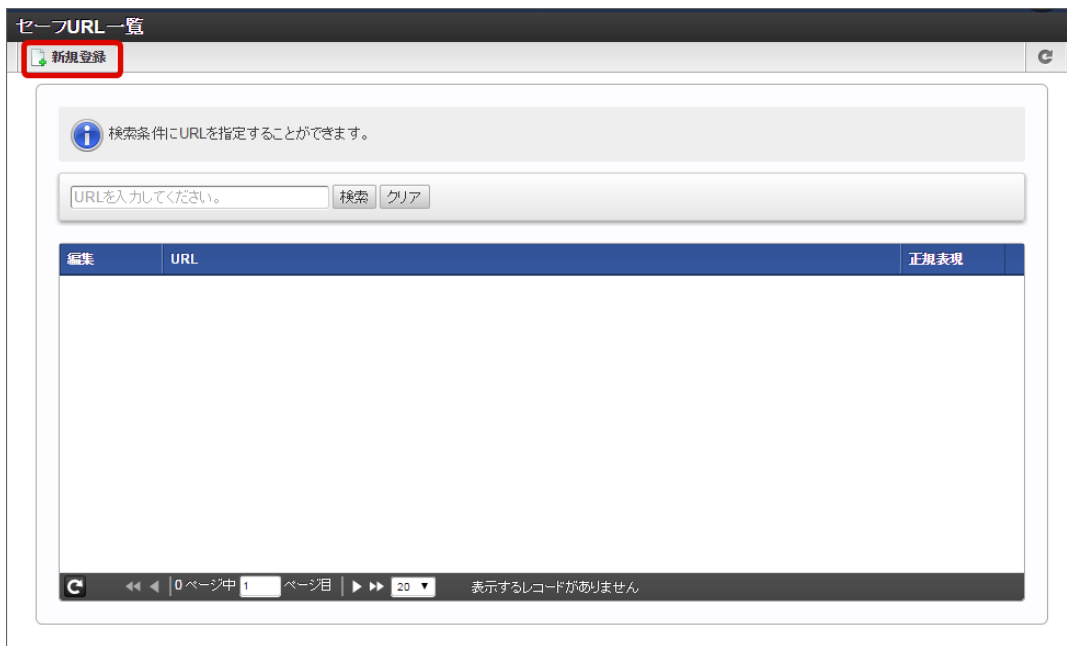 セーフURL一覧
新規登録
検索条件にURLを指定することができます。
URLを入力してください。 検索 クリア
編集 URL 正規表現
0 ページ中 1 ページ目 20 表示するレコードがありません